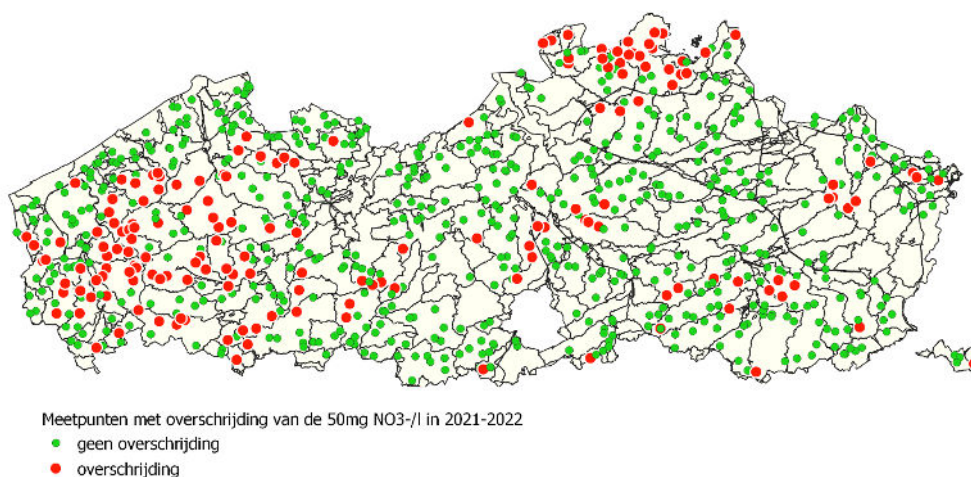 Meetpunten met overschrijding van de 50mg NO3-/l in 2021-2022
geen overschrijding
overschrijding